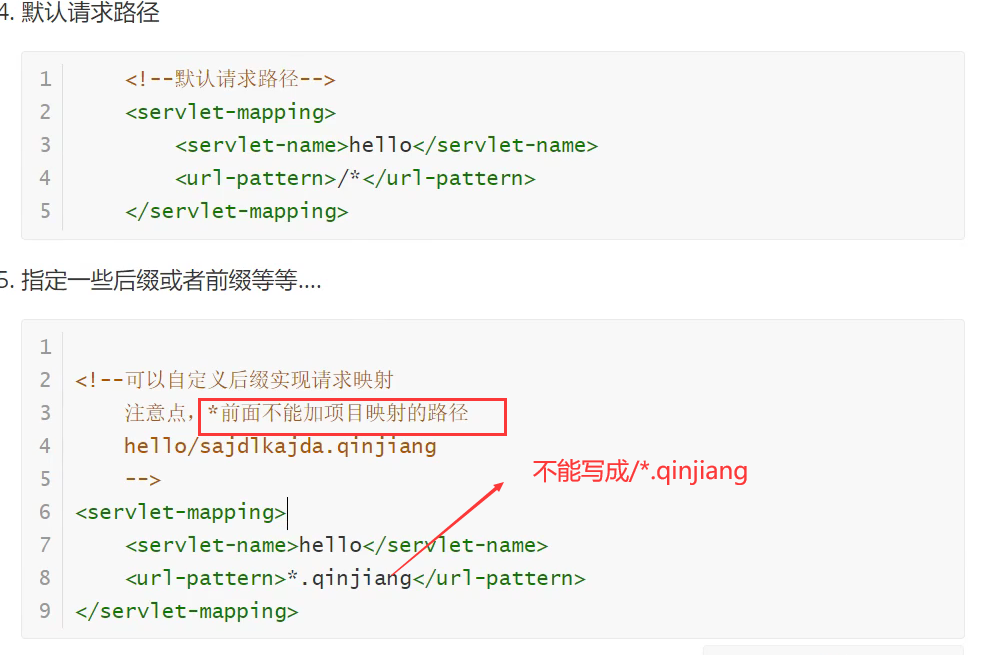 4. 默认请求路径
1 <!--默认请求路径-->
2 <servlet-mapping>
3 <servlet-name>hello</servlet-name>
4 <url-pattern>/*</url-pattern>
5 </servlet-mapping>
5. 指定一些后缀或者前缀等等....
1
2 <!--可以自定义后缀实现请求映射
3 注意点，*前面不能加项目映射的路径
4 hello/sajdlkajda.qinjiang
不能写成/*.qinjiang
5 -->
6 <servlet-mapping>
7 <servlet-name>hello</servlet-name>
8 <url-pattern>*.qinjiang</url-pattern>
9 </servlet-mapping>